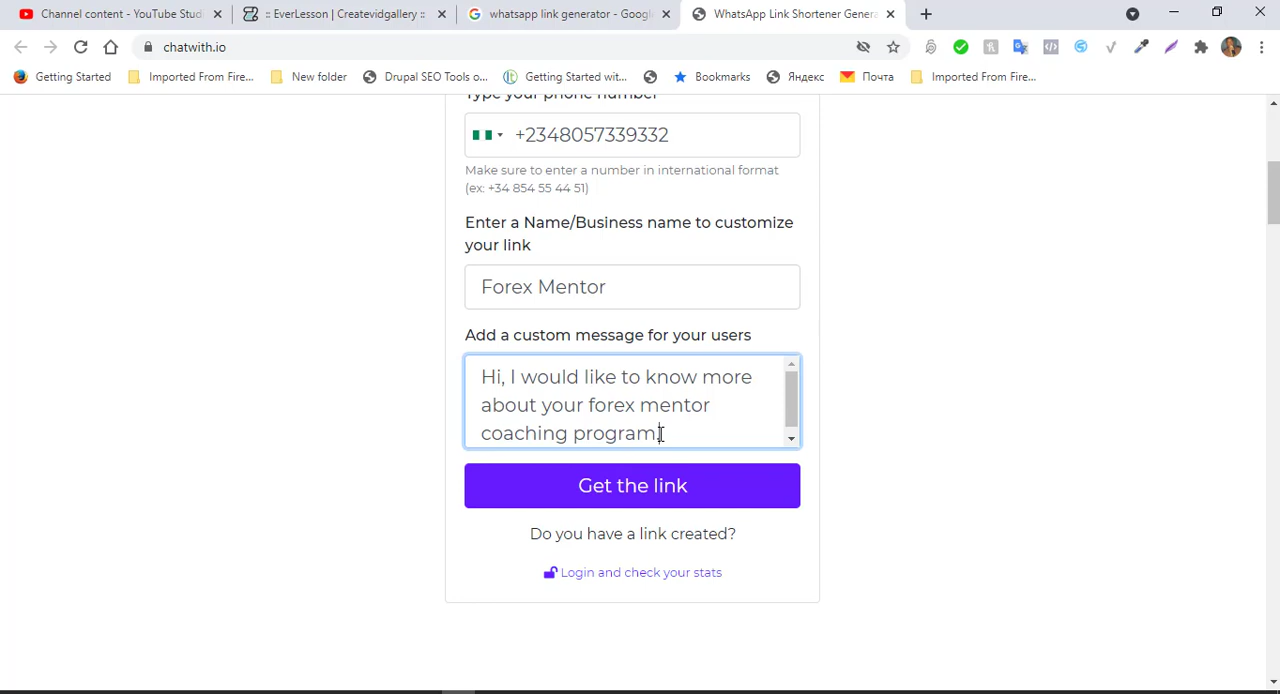 Channel content - YouTube Studi
:: EverLesson | Createvidgallery ::
whatsapp link generator - Google
WhatsApp Link Shortener Genera
chatwith.io
Getting Started
Imported From Fire...
New folder
Drupal SEO Tools o...
Getting Started wit...
Bookmarks
Яндекс
Почта
Imported From Fire...
Type your phone number
+2348057339332
Make sure to enter a number in international format
(ex: +34 854 55 44 51)
Enter a Name/Business name to customize
your link
Forex Mentor
Add a custom message for your users
Hi, I would like to know more
about your forex mentor
coaching program.
Get the link
Do you have a link created?
Login and check your stats